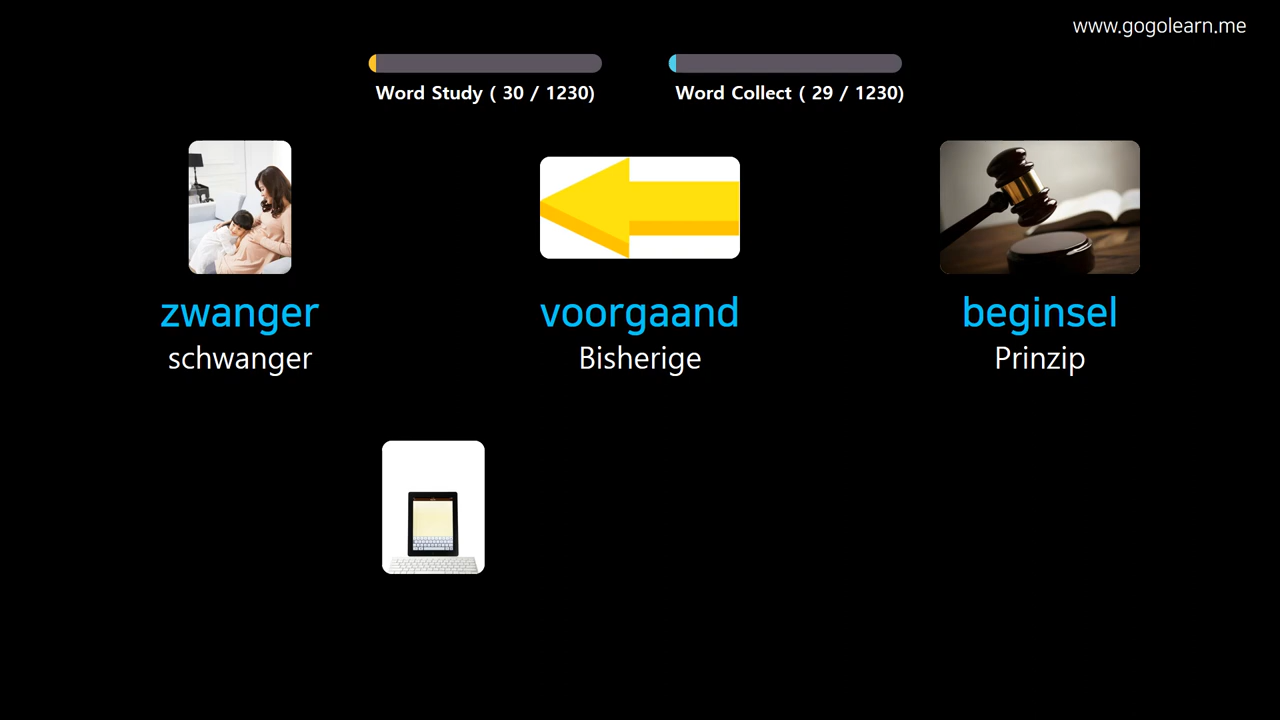 www.gogolearn.me
Word Study ( 30 / 1230)
Word Collect ( 29 / 1230)
zwanger
schwanger
voorgaand
Bisherige
beginsel
Prinzip